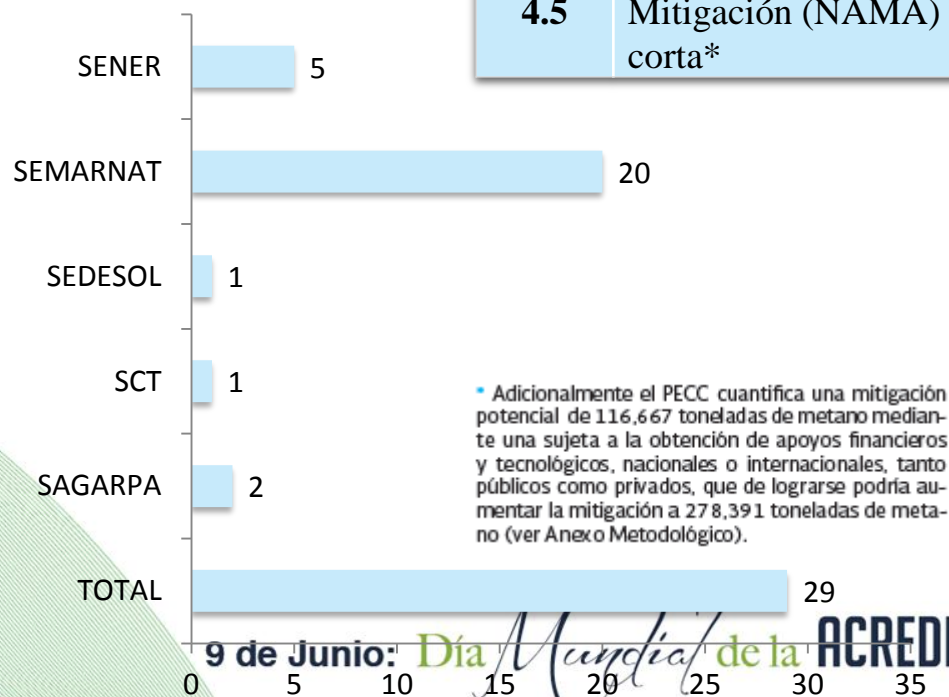 4.5 Mitigación (NAMA)
corta*
SENER 5
SEMARNAT 20
SEDESOL 1
SCT 1
SAGARPA 2
TOTAL 29
* Adicionalmente el PECC cuantifica una mitigación
potencial de 116,667 toneladas de metano median-
te una sujeta a la obtención de apoyos financieros
y tecnológicos, nacionales o internacionales, tanto
públicos como privados, que de lograrse podría au-
mentar la mitigación a 278,391 toneladas de meta-
no (ver Anexo Metodológico).
9 de Junio: Día Mundial de la ACREDI
0 5 10 15 20 25 30 35